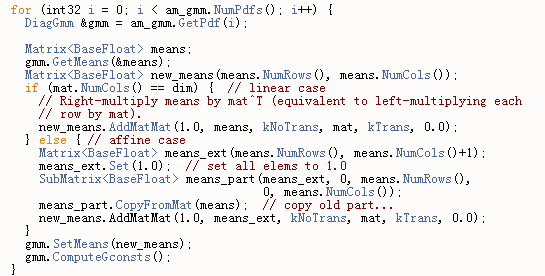 for (int32 i = 0; i < am_gmm.NumPdfs(); i++) {
  DiagGmm &gmm = am_gmm.GetPdf(i);

  Matrix<BaseFloat> means;
  gmm.GetMeans(&means);
  Matrix<BaseFloat> new_means(means.NumRows(), means.NumCols());
  if (mat.NumCols() == dim) {  // linear case
    // Right-multiply means by mat^T (equivalent to left-multiplying each
    // row by mat).
    new_means.AddMatMat(1.0, means, kNoTrans, mat, kTrans, 0.0);
  } else { // affine case
    Matrix<BaseFloat> means_ext(means.NumRows(), means.NumCols()+1);
    means_ext.Set(1.0);  // set all elems to 1.0
    SubMatrix<BaseFloat> means_part(means_ext, 0, means.NumRows(),
                                    0, means.NumCols());
    means_part.CopyFromMat(means);  // copy old part...
    new_means.AddMatMat(1.0, means_ext, kNoTrans, mat, kTrans, 0.0);
  }
  gmm.SetMeans(new_means);
  gmm.ComputeGconsts();
}